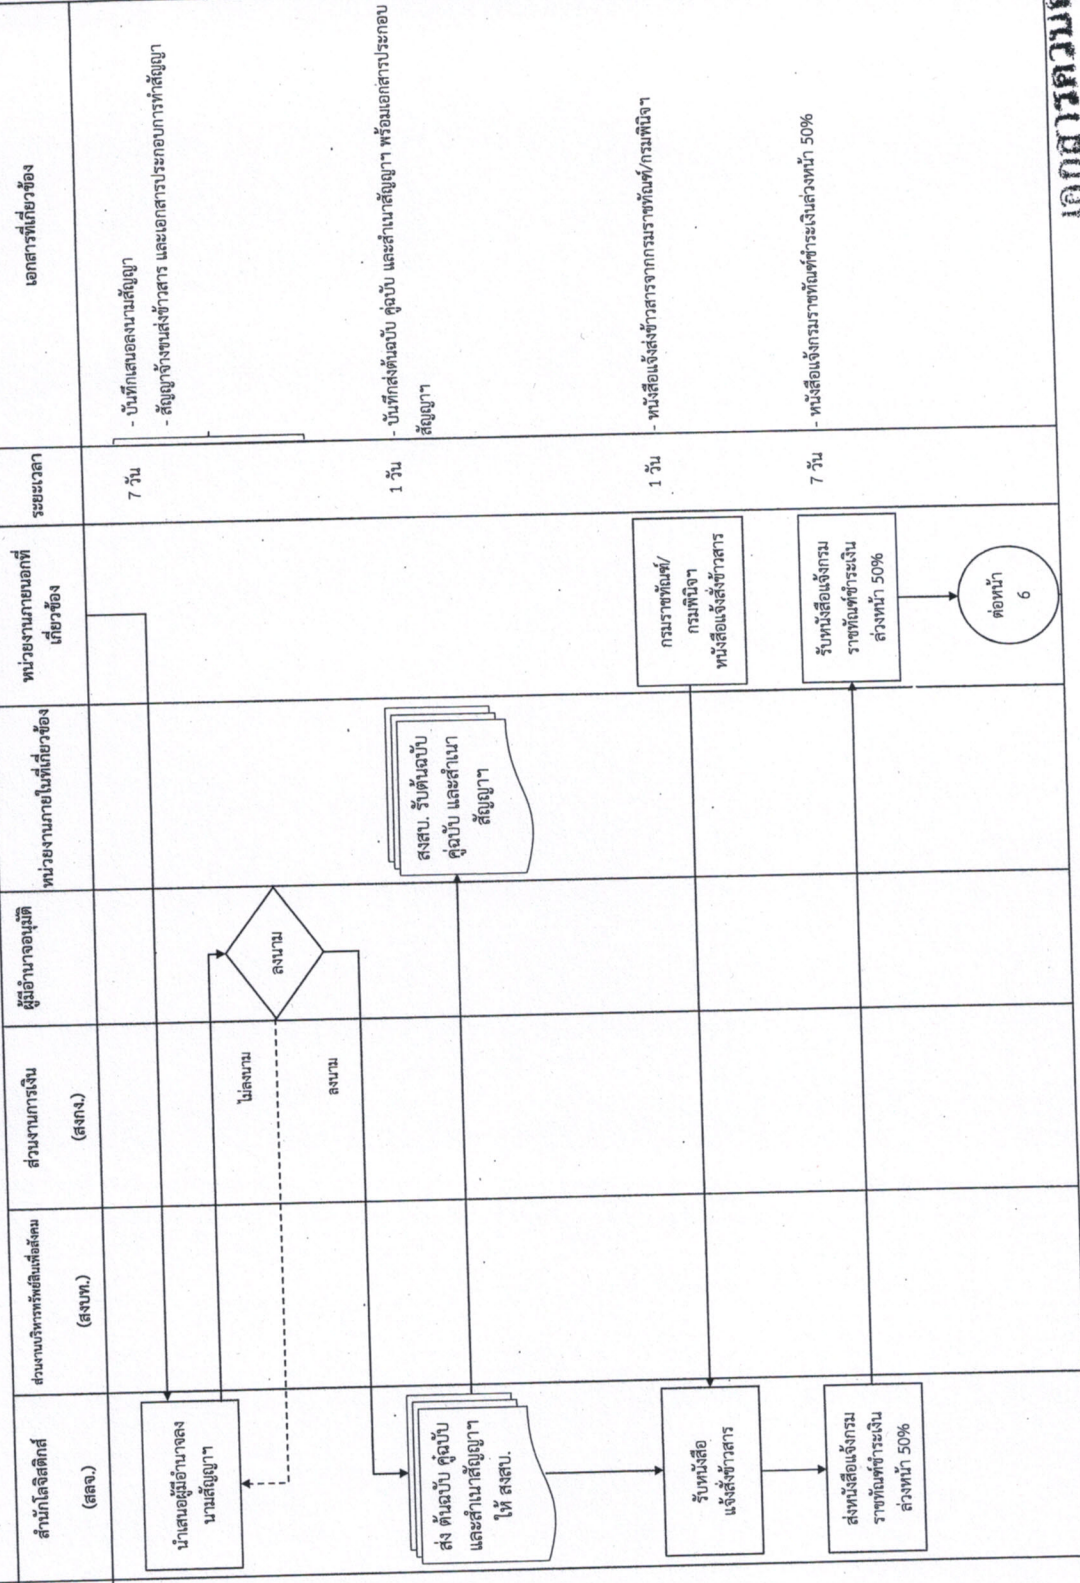 สำนักโลจิสติกส์
(สลจ.)
ส่วนงานบริหารทรัพย์สินเพื่อสังคม
(สงบท.)
ส่วนงานการเงิน
(สงกง.)
ผู้มีอำนาจอนุมัติ
หน่วยงานภายในที่เกี่ยวข้อง
หน่วยงานภายนอกที่
เกี่ยวข้อง
ระยะเวลา
เอกสารที่เกี่ยวข้อง
นำเสนอผู้มีอำนาจลง
นามสัญญาฯ
ไม่ลงนาม
ลงนาม
ลงนาม
7 วัน
- บันทึกเสนอลงนามสัญญา
- สัญญาจ้างขนส่งข้าวสาร และเอกสารประกอบการทำสัญญา
ส่ง ต้นฉบับ คู่ฉบับ
และสำเนาสัญญาฯ
ให้ สงสบ.
สงสบ. รับต้นฉบับ
คู่ฉบับ และสำเนา
สัญญาฯ
1 วัน
- บันทึกส่งต้นฉบับ คู่ฉบับ และสำเนาสัญญาฯ พร้อมเอกสารประกอบ
สัญญาฯ
รับหนังสือ
แจ้งสั่งข้าวสาร
กรมราชทัณฑ์/
กรมพินิจฯ
หนังสือแจ้งสั่งข้าวสาร
1 วัน
- หนังสือแจ้งส่งข้าวสารจากกรมราชทัณฑ์/กรมพินิจฯ
ส่งหนังสือแจ้งกรม
ราชทัณฑ์ชำระเงิน
ล่วงหน้า 50%
รับหนังสือแจ้งกรม
ราชทัณฑ์ชำระเงิน
ล่วงหน้า 50%
7 วัน
- หนังสือแจ้งกรมราชทัณฑ์ชำระเงินล่วงหน้า 50%
ต่อหน้า
6